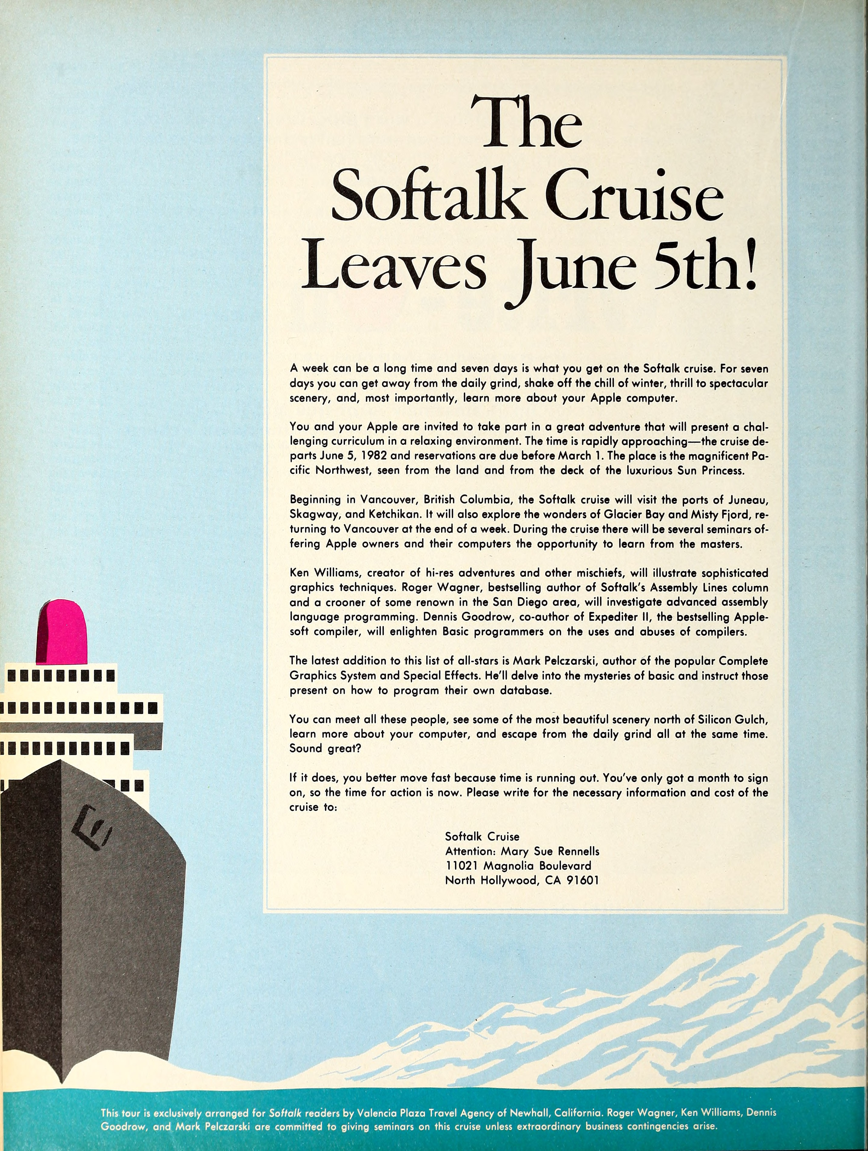 The
Softalk Cruise
Leaves June 5th!
A week can be a long time and seven days is what you get on the Softalk cruise. For seven
days you can get away from the daily grind, shake off the chill of winter, thrill to spectacular
scenery, and, most importantly, learn more about your Apple computer.
You and your Apple are invited to take part in a great adventure that will present a chal-
lenging curriculum in a relaxing environment. The time is rapidly approaching—the cruise de-
parts June 5, 1982 and reservations are due before March 1. The place is the magnificent Pa-
cific Northwest, seen from the land and from the deck of the luxurious Sun Princess.
Beginning in Vancouver, British Columbia, the Softalk cruise will visit the ports of Juneau,
Skagway, and Ketchikan. It will also explore the wonders of Glacier Bay and Misty Fjord, re-
turning to Vancouver at the end of a week. During the cruise there will be several seminars of-
fering Apple owners and their computers the opportunity to learn from the masters.
Ken Williams, creator of hi-res adventures and other mischiefs, will illustrate sophisticated
graphics techniques. Roger Wagner, bestselling author of Softalk's Assembly Lines column
and a crooner of some renown in the San Diego area, will investigate advanced assembly
language programming. Dennis Goodrow, co-author of Expediter II, the bestselling Apple-
soft compiler, will enlighten Basic programmers on the uses and abuses of compilers.
The latest addition to this list of all-stars is Mark Pelczarski, author of the popular Complete
Graphics System and Special Effects. He'll delve into the mysteries of basic and instruct those
present on how to program their own database.
You can meet all these people, see some of the most beautiful scenery north of Silicon Gulch,
learn more about your computer, and escape from the daily grind all at the same time.
Sound great?
If it does, you better move fast because time is running out. You've only got a month to sign
on, so the time for action is now. Please write for the necessary information and cost of the
cruise to:
Softalk Cruise
Attention: Mary Sue Rennells
11021 Magnolia Boulevard
North Hollywood, CA 91601
This tour is exclusively arranged for Softalk readers by Valencia Plaza Travel Agency of Newhall, California. Roger Wagner, Ken Williams, Dennis
Goodrow, and Mark Pelczarski are committed to giving seminars on this cruise unless extraordinary business contingencies arise.